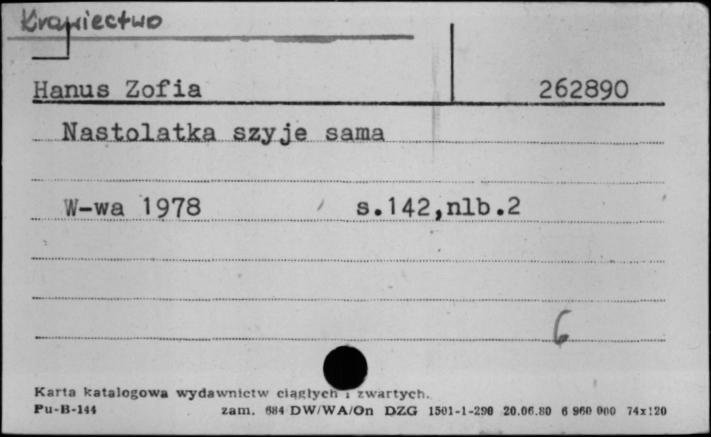 Krawiectwo
Hanus Zofia 262890
Nastolatka szyje sama
W-wa 1978 s.142,nlb.2
6
Karta katalogowa wydawnictw ciągłych i zwartych.
Pu-B-144 zam. 684 DW/WA/On DZG 1501-1-290 20.06.80 6 960 000 74x120